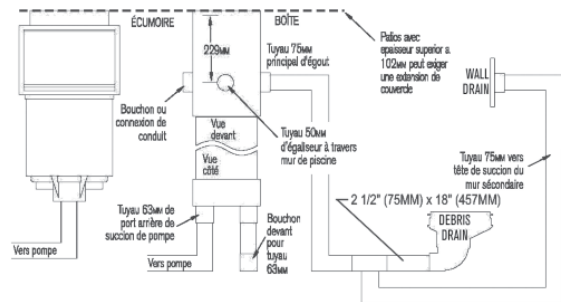 ÉCUMOIRE
BOÎTE
229MM
Tuyau 75MM
principal d'égout
Patios avec
epaisseur superior a
102MM peut exiger
une extension de
couvercle
WALL
DRAIN
Bouchon ou
connexion de
conduit
Vue
devant
Tuyau 50MM
d'égaliseur à travers
mur de piscine
Vue
côté
Tuyau 75MM vers
tête de succion du
mur sécondaire
2 1/2" (75MM) x 18" (457MM)
Tuyau 63MM de
port arrière de
succion de pompe
Bouchon
devant
pour
tuyau
63MM
DEBRIS
DRAIN
Vers pompe
Vers pompe